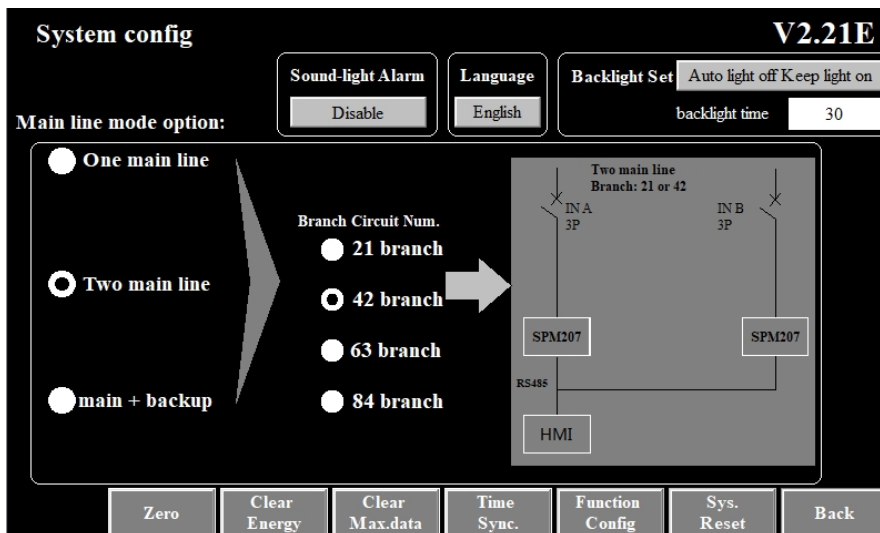 System config
V2.21E
Sound-light Alarm
Disable
Language
English
Backlight Set
Auto light off Keep light on
backlight time
30
Main line mode option:
One main line
Two main line
main + backup
Branch Circuit Num.
21 branch
42 branch
63 branch
84 branch
Two main line
Branch: 21 or 42
IN A
3P
IN B
3P
SPM207
SPM207
RS485
HMI
Zero
Clear
Energy
Clear
Max.data
Time
Sync.
Function
Config
Sys.
Reset
Back